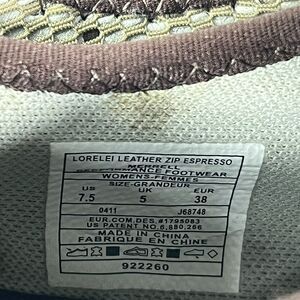 LORELEI LEATHER ZIP ESPRESSO
MERRELL
PERFORMANCE FOOTWEAR
WOMENS-FEMMES
SIZE-GRANDEUR
US UK EUR
7.5 5 38
0411 J68748
EUR.COM.DES.#1795083
US PATENT NO.6,880,266
MADE IN CHINA
FABRIQUE EN CHINE
922260